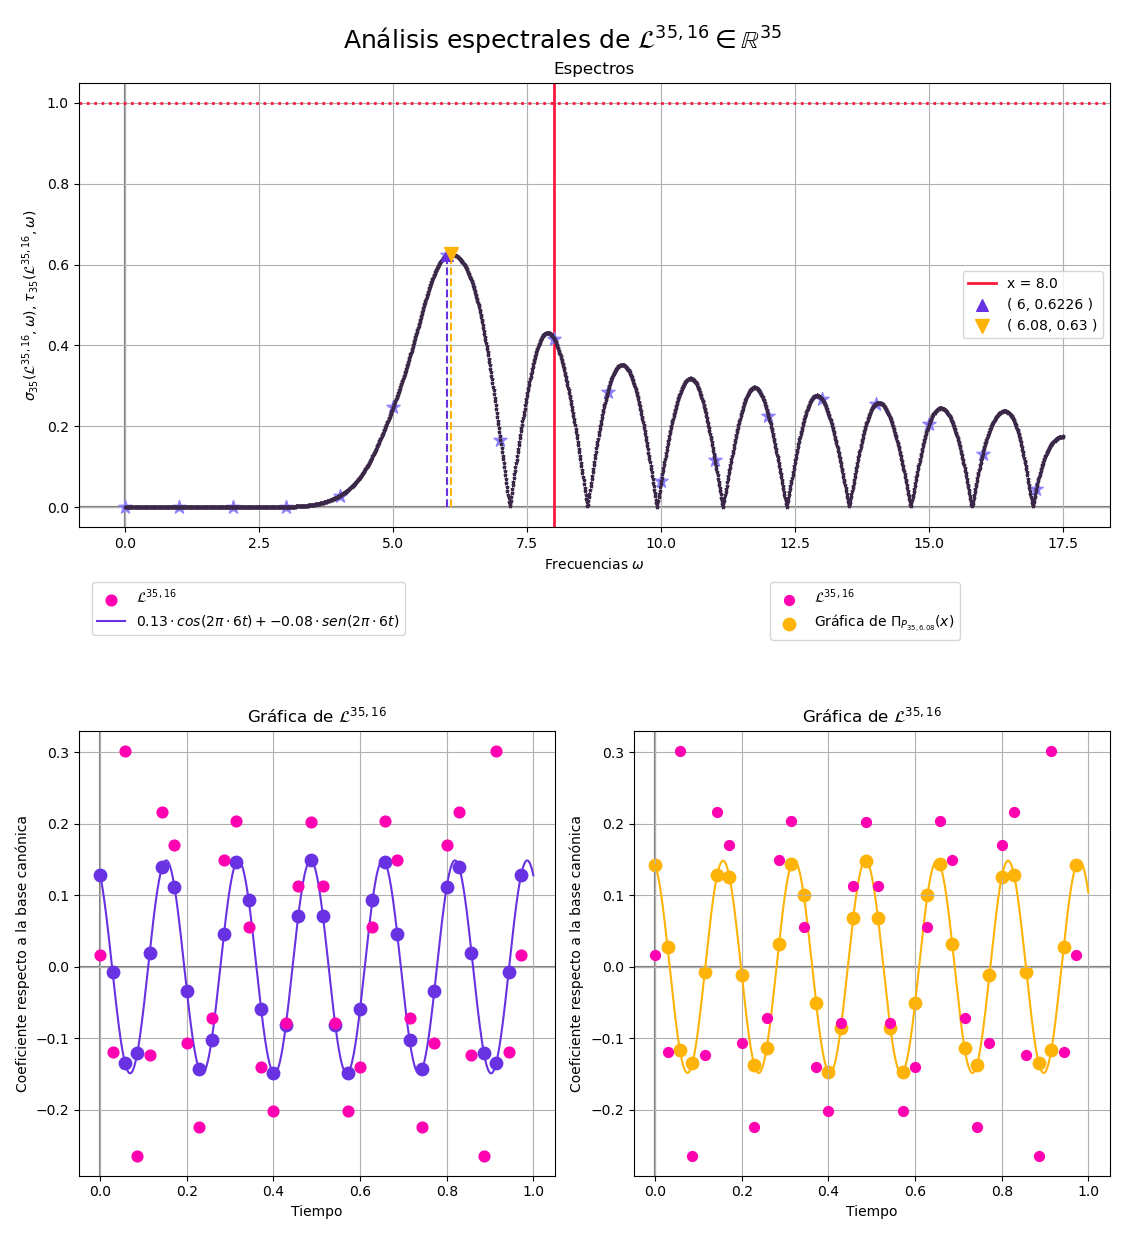 Análisis espectrales de 𝓛^{35,16} ∈ ℝ^{35}
Espectros
σ_{35}(𝓛^{35,16}, ω), τ_{35}(𝓛^{35,16}, ω)
1.0
0.8
0.6
0.4
0.2
0.0
x = 8.0
( 6, 0.6226 )
( 6.08, 0.63 )
0.0 2.5 5.0 7.5 10.0 12.5 15.0 17.5
Frecuencias ω
𝓛^{35,16}
0.13 · cos(2π · 6t) + −0.08 · sen(2π · 6t)
𝓛^{35,16}
Gráfica de Π_{P_{35,6.08}}(x)
Gráfica de 𝓛^{35,16}
Coeficiente respecto a la base canónica
0.3
0.2
0.1
0.0
−0.1
−0.2
0.0 0.2 0.4 0.6 0.8 1.0
Tiempo
Gráfica de 𝓛^{35,16}
Coeficiente respecto a la base canónica
0.3
0.2
0.1
0.0
−0.1
−0.2
0.0 0.2 0.4 0.6 0.8 1.0
Tiempo